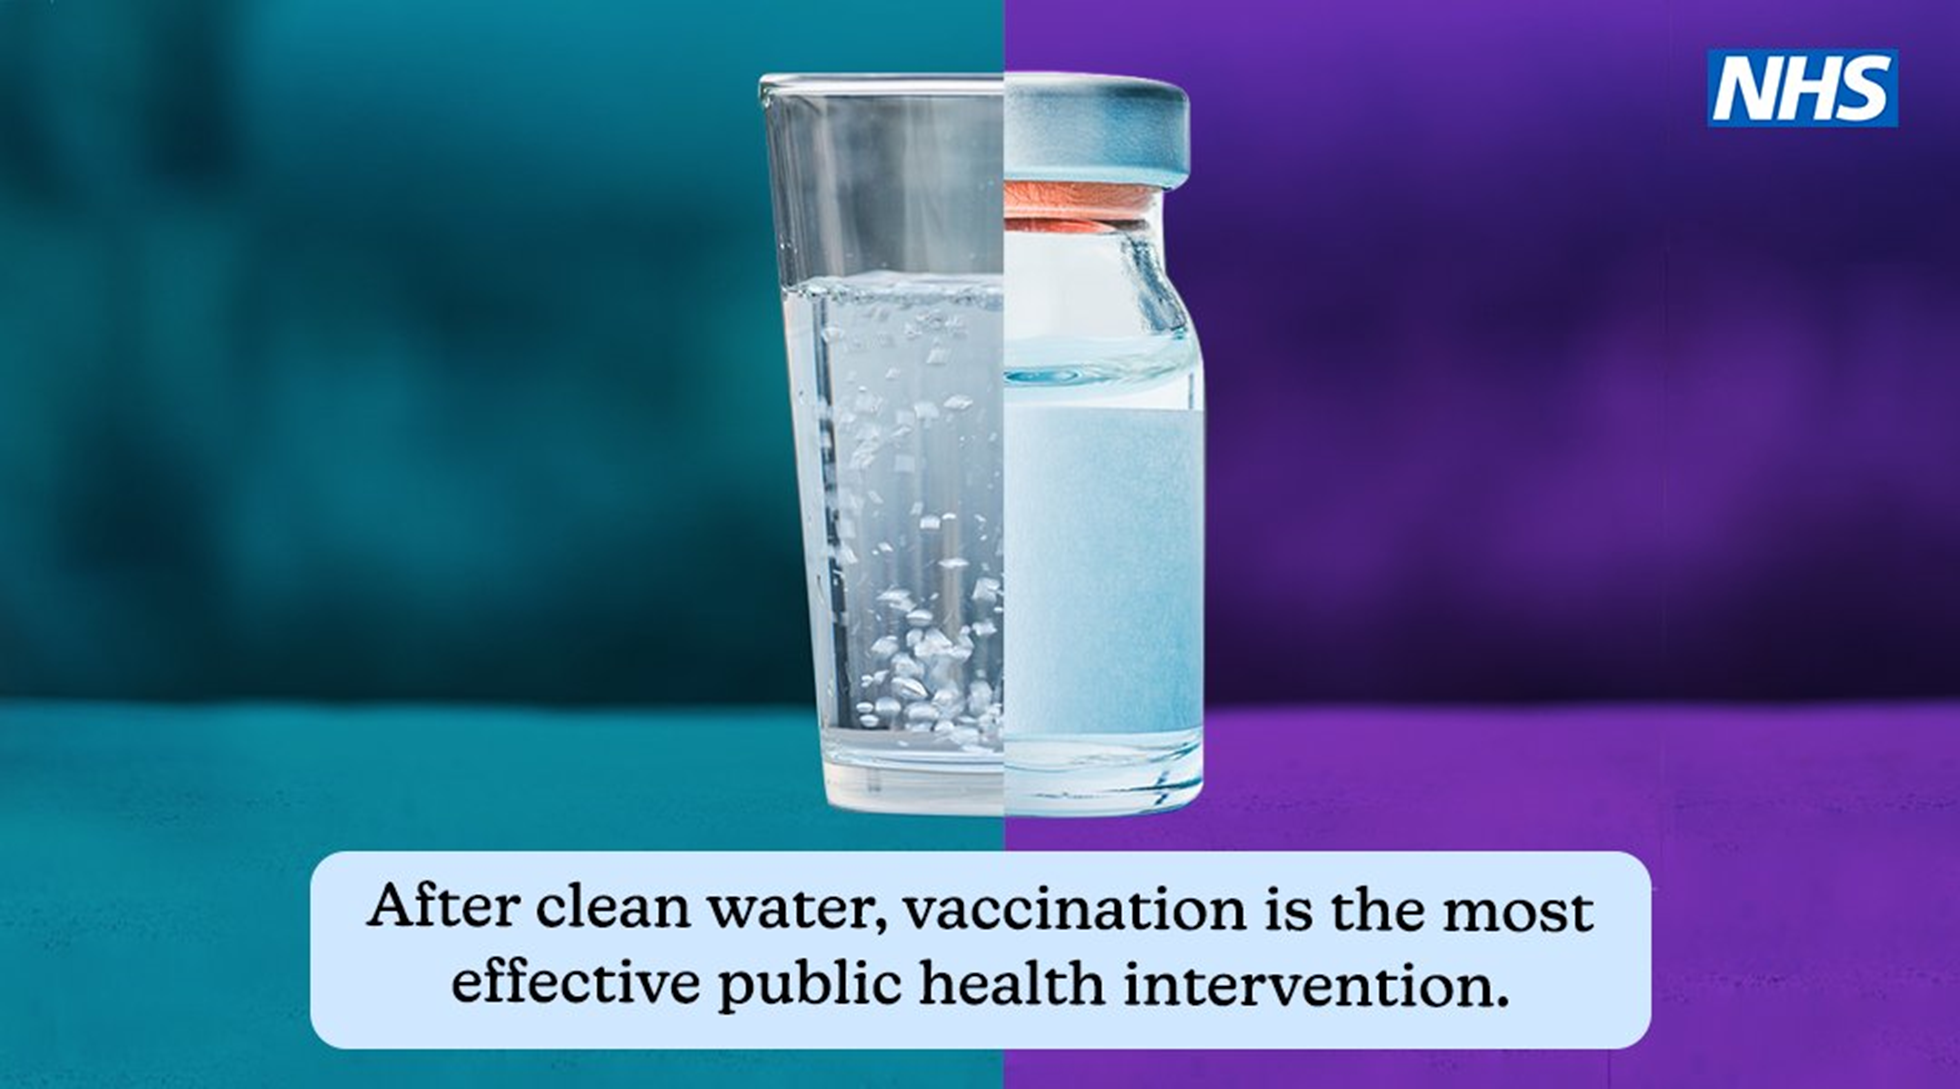 NHS
After clean water, vaccination is the most
effective public health intervention.